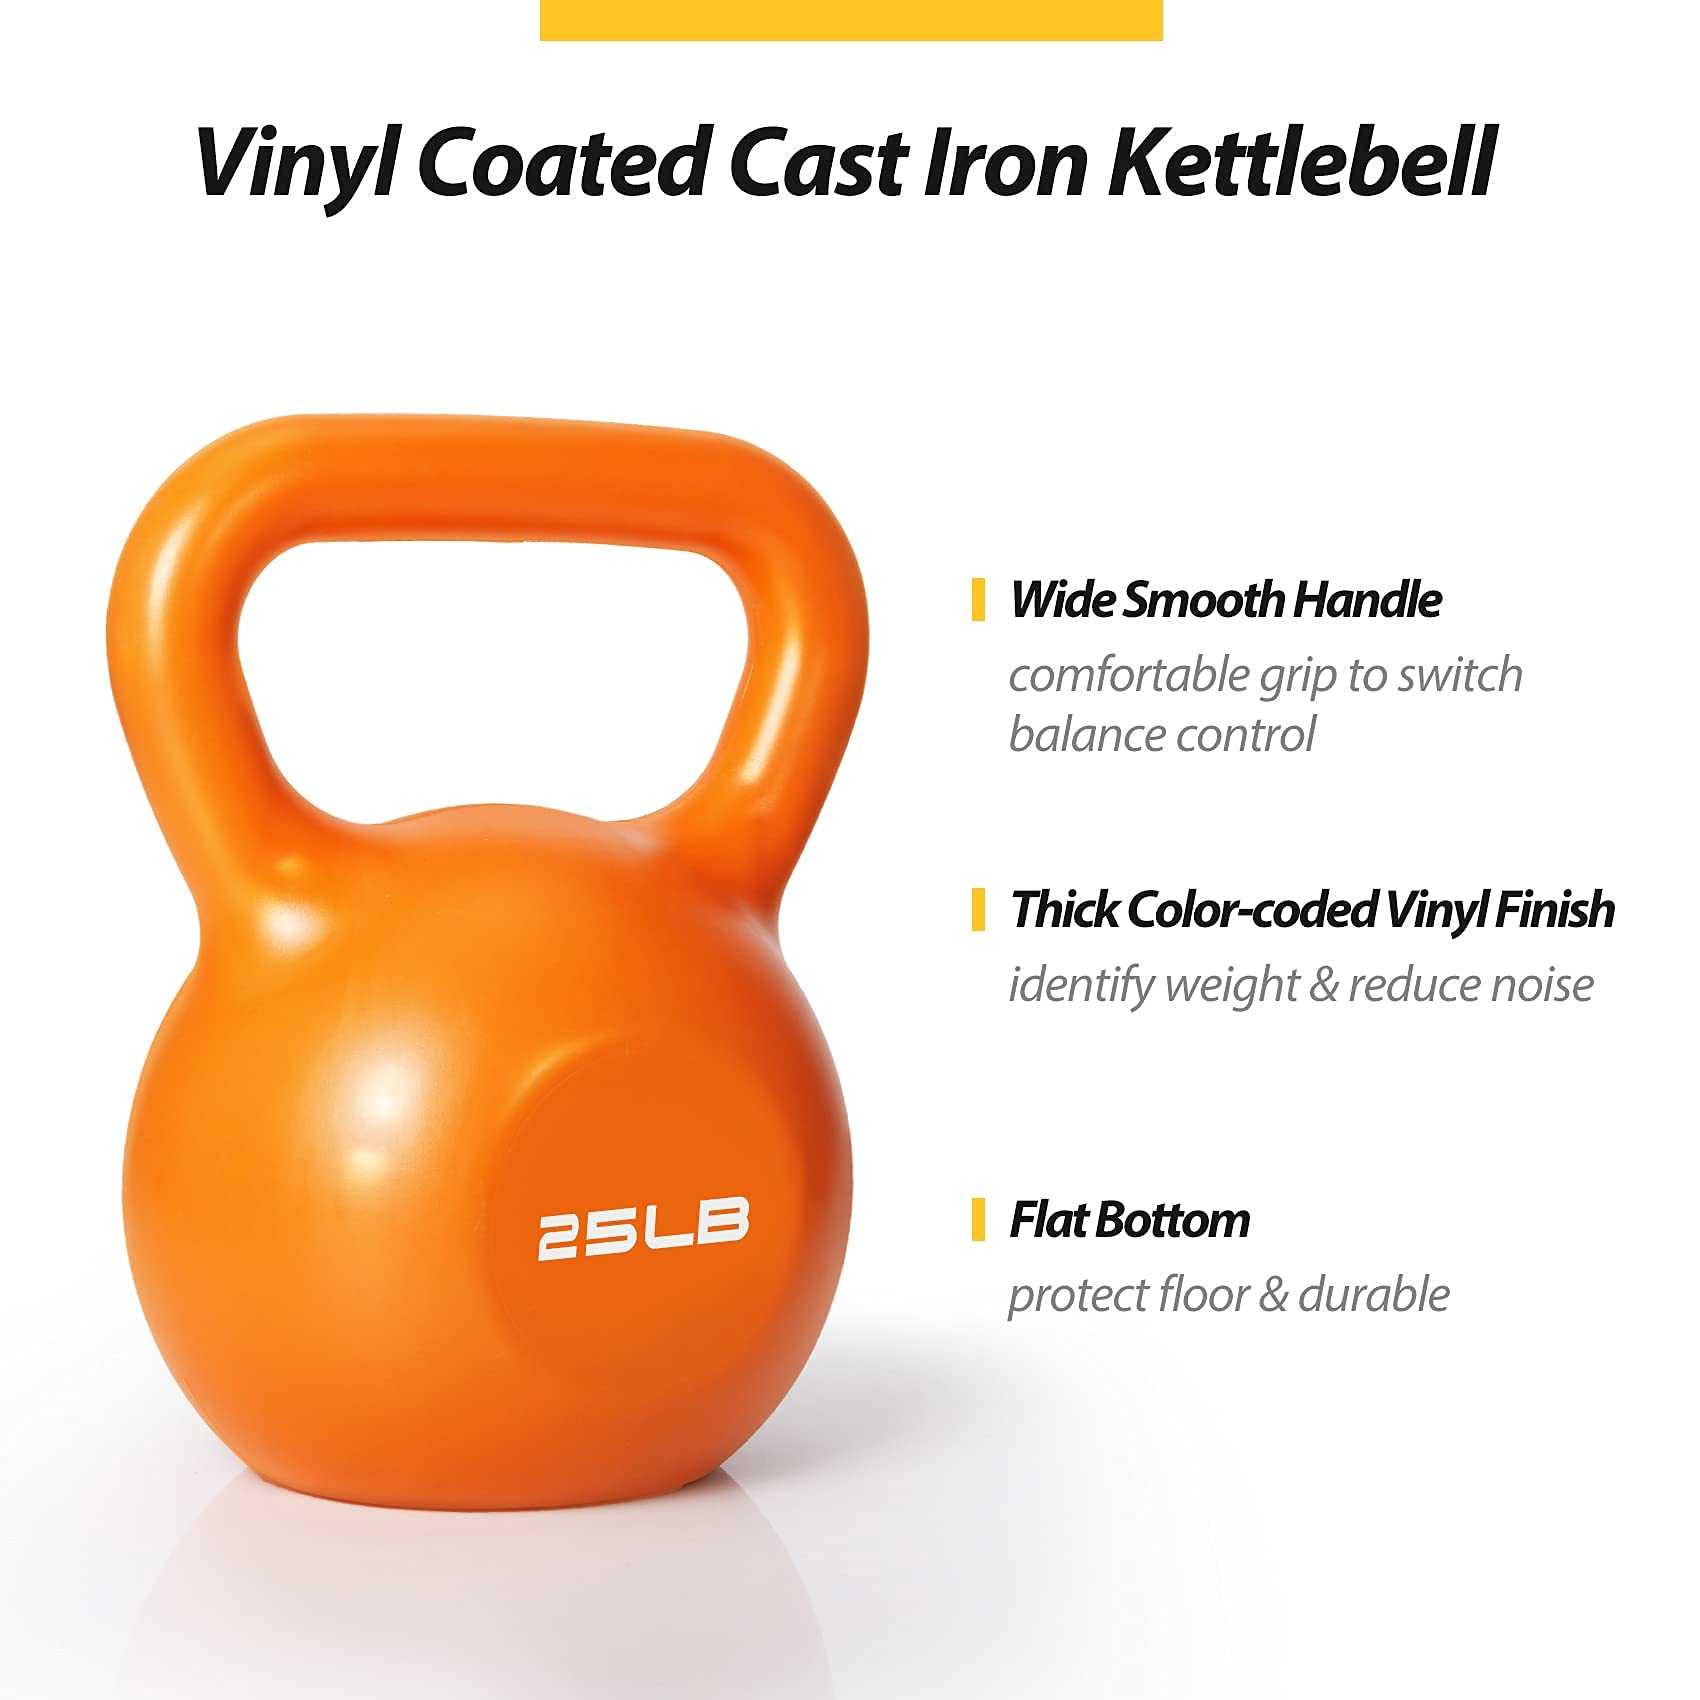 Vinyl Coated Cast Iron Kettlebell
Wide Smooth Handle
comfortable grip to switch
balance control
Thick Color-coded Vinyl Finish
identify weight & reduce noise
25LB
Flat Bottom
protect floor & durable